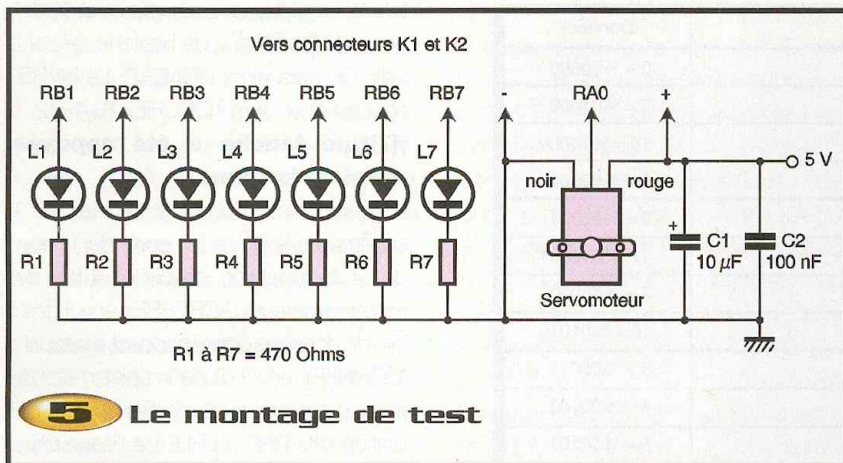 Vers connecteurs K1 et K2
RB1 RB2 RB3 RB4 RB5 RB6 RB7 - RA0 +
L1 L2 L3 L4 L5 L6 L7
5 V
noir rouge
R1 R2 R3 R4 R5 R6 R7
+ C1 C2
10 µF 100 nF
Servomoteur
R1 à R7 = 470 Ohms
5 Le montage de test